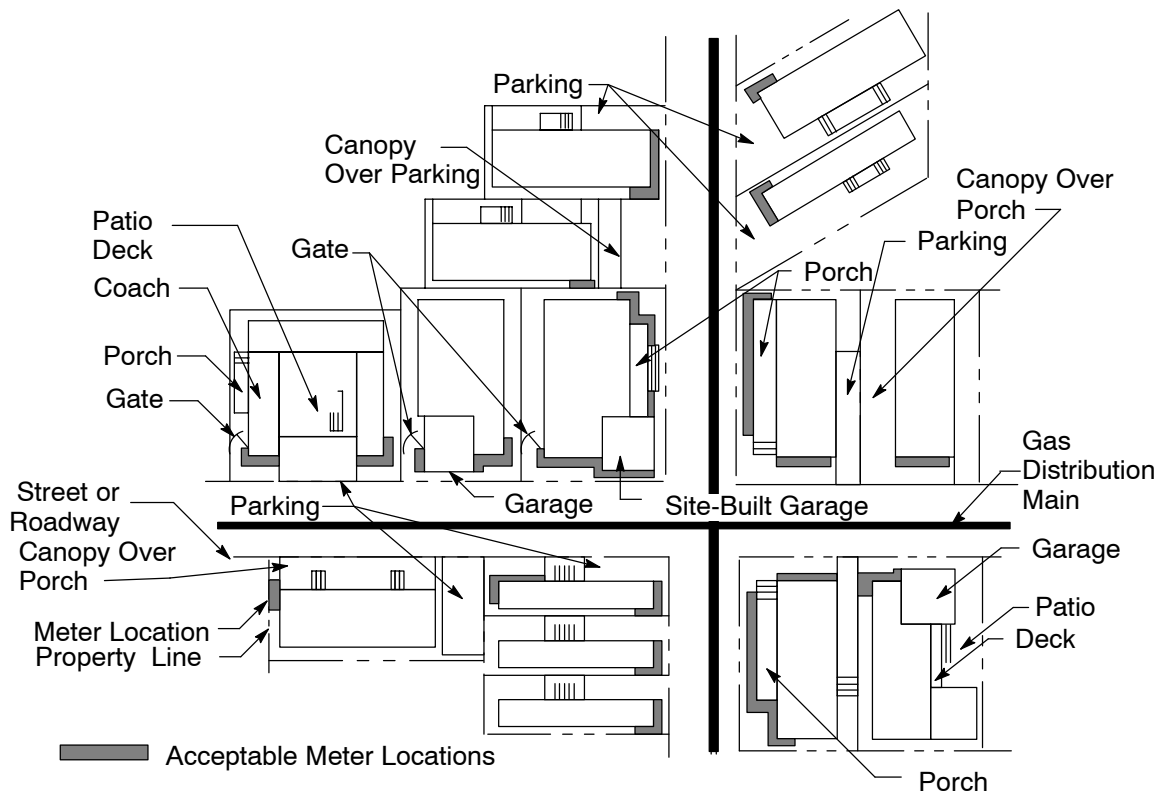 Parking
Canopy
Over Parking
Canopy Over
Porch
Parking
Patio
Deck
Gate
Porch
Coach
Porch
Gate
Gas
Distribution
Main
Street or
Roadway
Parking
Garage
Site-Built Garage
Canopy Over
Porch
Garage
Meter Location
Property Line
Patio
Deck
Acceptable Meter Locations
Porch